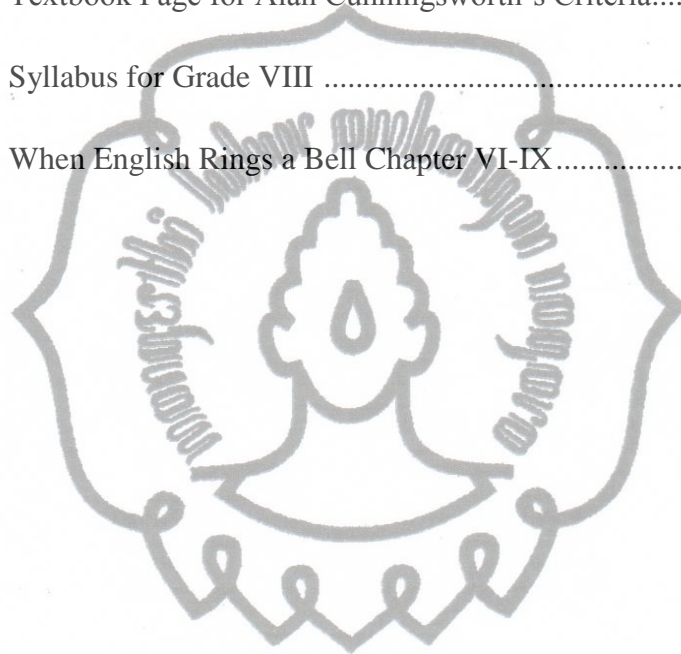 Textbook Page for Alan Cunningsworth's Criteria....
Syllabus for Grade VIII ............................................
When English Rings a Bell Chapter VI-IX................